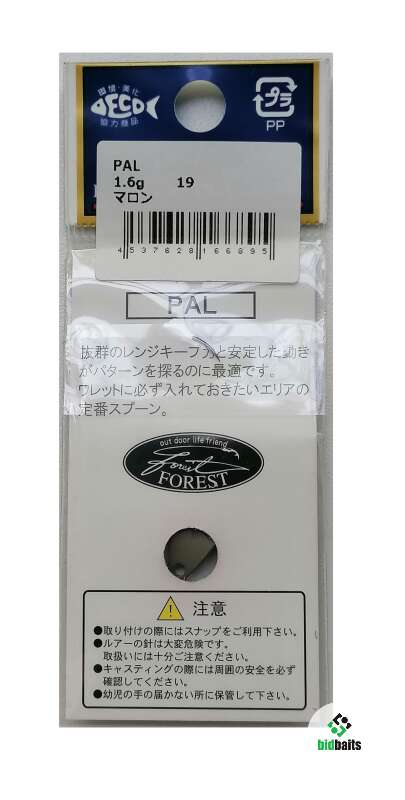 環境・美化
DECO
協力商品
プラ
PP
PAL
1.6g 19
マロン
4537628166895
PAL
抜群のレンジキープ力と安定した動き
がパターンを探るのに最適です。
ワレットに必ず入れておきたいエリアの
定番スプーン。
out door life friend
Forest
FOREST
注意
●取り付けの際にはスナップをご利用下さい。
●ルアーの針は大変危険です。
取扱いには十分ご注意ください。
●キャスティングの際には周囲の安全を必ず
確認してください。
●幼児の手の届かない所に保管して下さい。
bidbaits